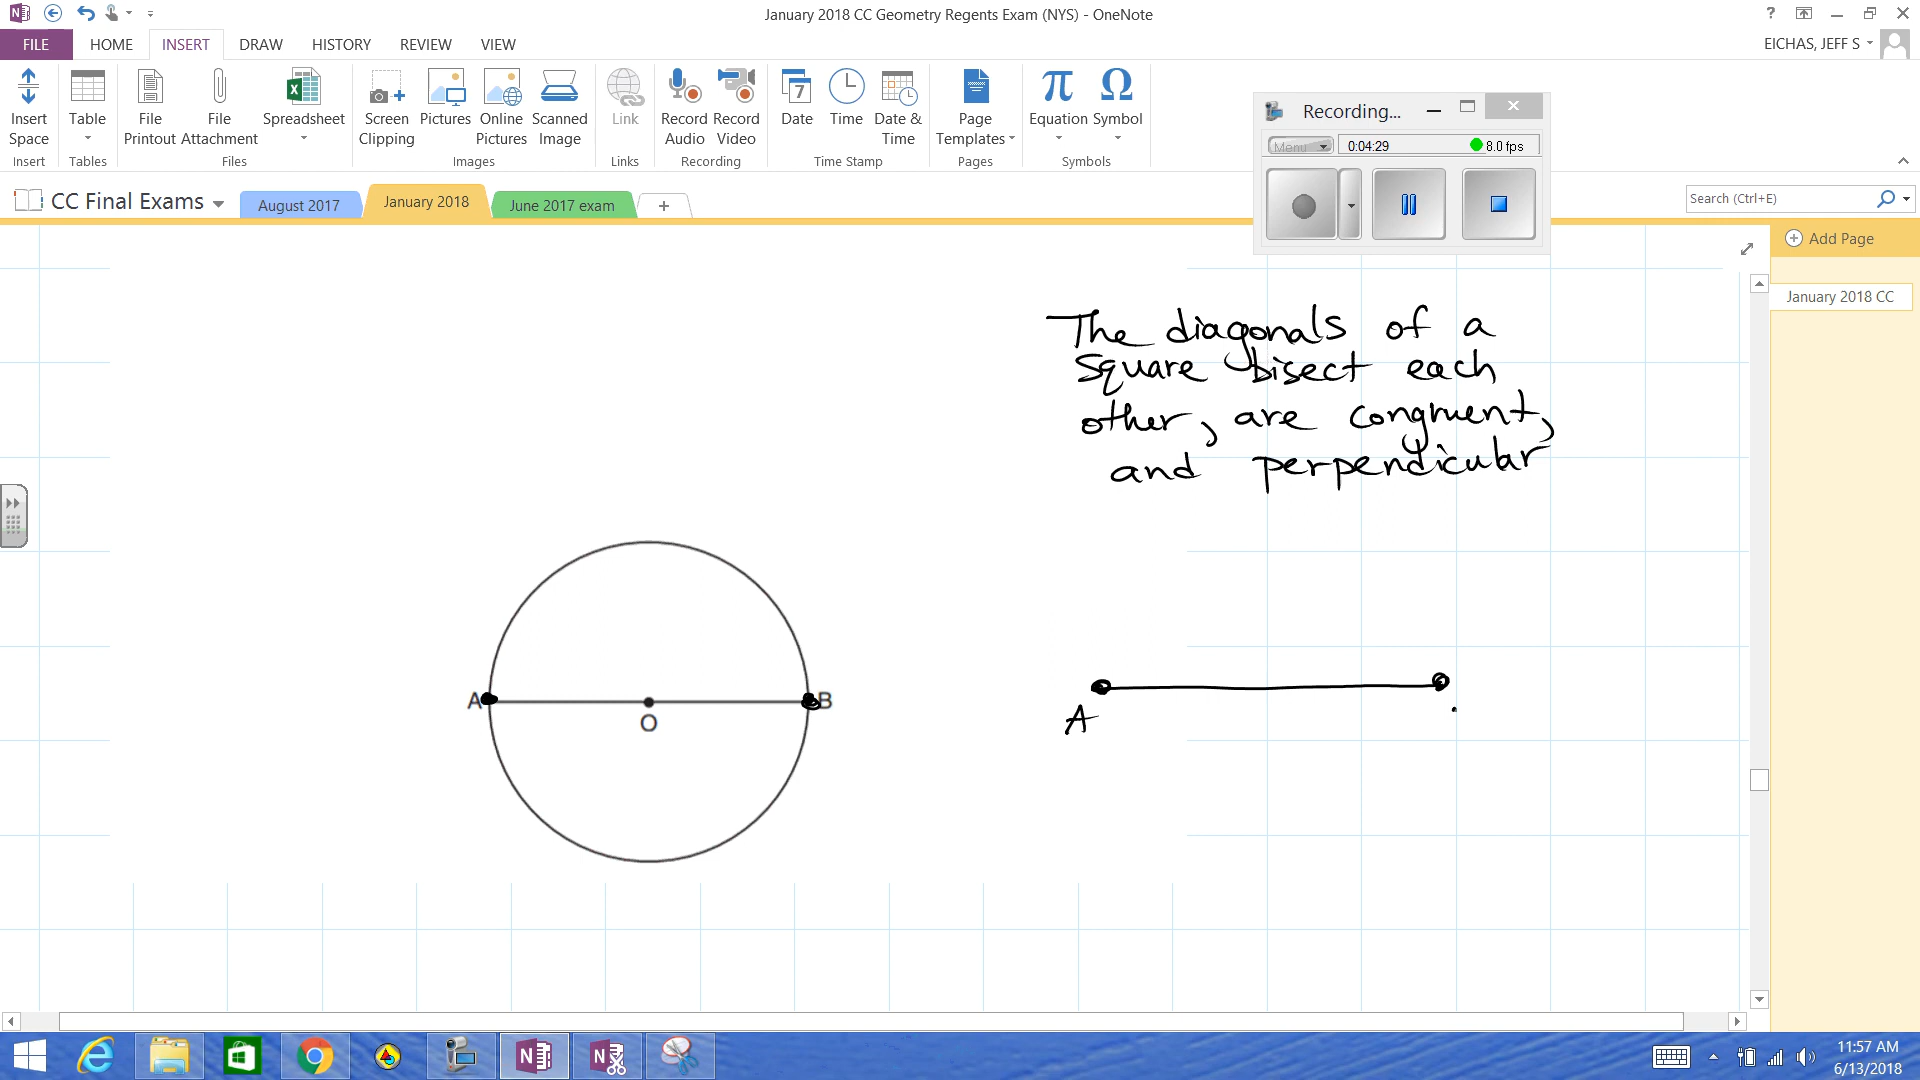 January 2018 CC Geometry Regents Exam (NYS) - OneNote
?
FILE HOME INSERT DRAW HISTORY REVIEW VIEW
EICHAS, JEFF S
Insert Space
Table
File Printout
File Attachment
Spreadsheet
Screen Clipping
Pictures
Online Pictures
Scanned Image
Link
Record Audio
Record Video
Date
Time
Date & Time
Page Templates
Equation
Symbol
Insert Tables Files Images Links Recording Time Stamp Pages Symbols
Recording...
Menu 0:04:29 8.0 fps
CC Final Exams
August 2017
January 2018
June 2017 exam
+
Search (Ctrl+E)
Add Page
January 2018 CC
The diagonals of a
square bisect each
other, are congruent,
and perpendicular
A
B
O
A
11:57 AM
6/13/2018